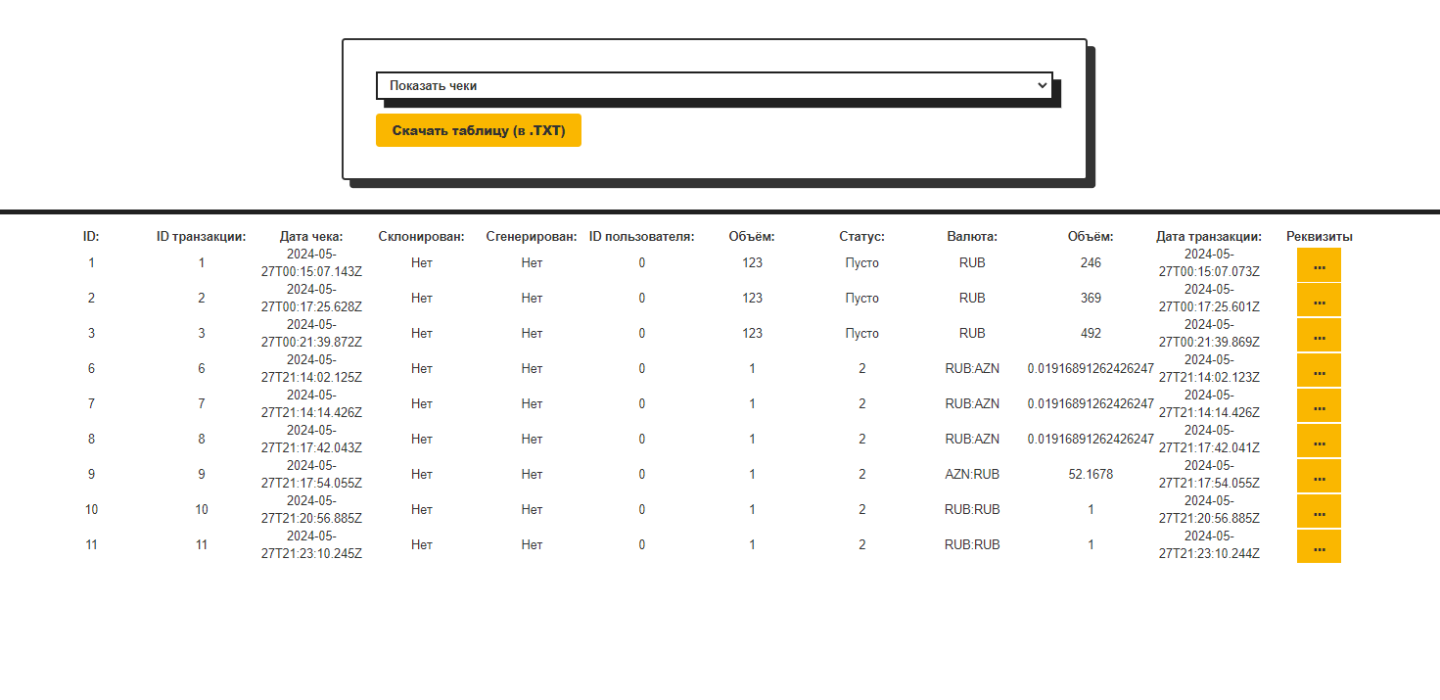 Показать чеки
Скачать таблицу (в .TXT)
ID: ID транзакции: Дата чека: Склонирован: Сгенерирован: ID пользователя: Объём: Статус: Валюта: Объём: Дата транзакции: Реквизиты
1 1 2024-05-27T00:15:07.143Z Нет Нет 0 123 Пусто RUB 246 2024-05-27T00:15:07.073Z ...
2 2 2024-05-27T00:17:25.628Z Нет Нет 0 123 Пусто RUB 369 2024-05-27T00:17:25.601Z ...
3 3 2024-05-27T00:21:39.872Z Нет Нет 0 123 Пусто RUB 492 2024-05-27T00:21:39.869Z ...
6 6 2024-05-27T21:14:02.125Z Нет Нет 0 1 2 RUB:AZN 0.01916891262426247 2024-05-27T21:14:02.123Z ...
7 7 2024-05-27T21:14:14.426Z Нет Нет 0 1 2 RUB:AZN 0.01916891262426247 2024-05-27T21:14:14.426Z ...
8 8 2024-05-27T21:17:42.043Z Нет Нет 0 1 2 RUB:AZN 0.01916891262426247 2024-05-27T21:17:42.041Z ...
9 9 2024-05-27T21:17:54.055Z Нет Нет 0 1 2 AZN:RUB 52.1678 2024-05-27T21:17:54.055Z ...
10 10 2024-05-27T21:20:56.885Z Нет Нет 0 1 2 RUB:RUB 1 2024-05-27T21:20:56.885Z ...
11 11 2024-05-27T21:23:10.245Z Нет Нет 0 1 2 RUB:RUB 1 2024-05-27T21:23:10.244Z ...